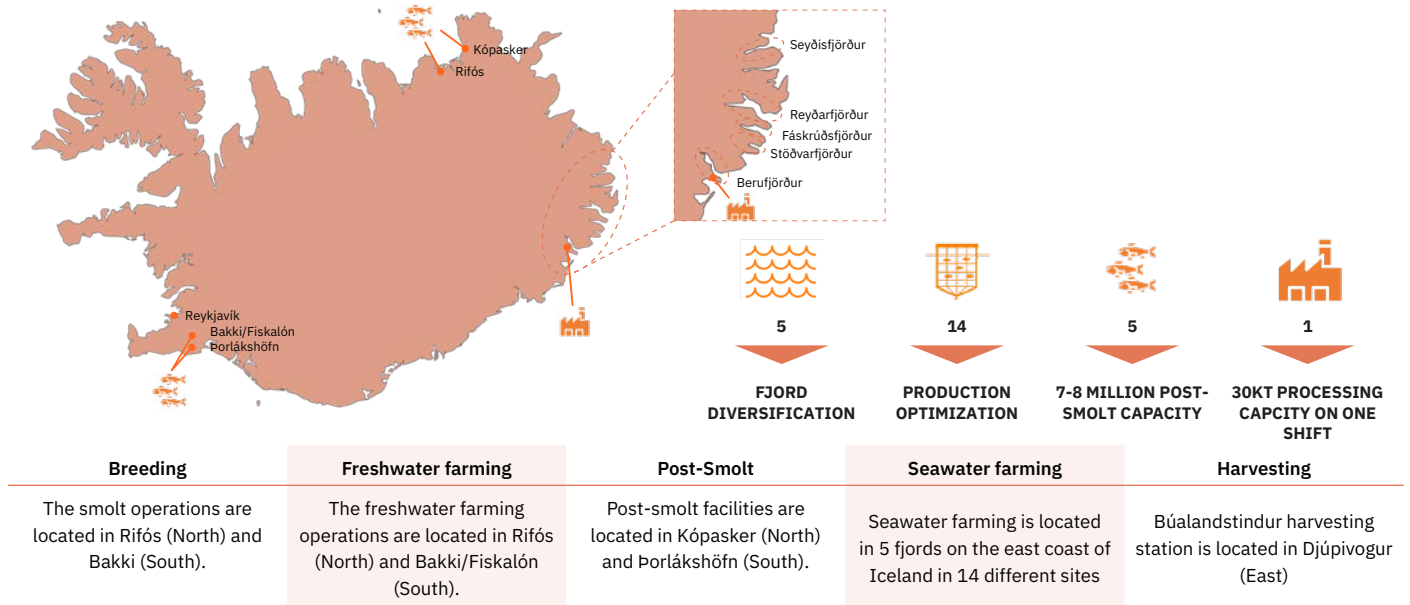 Kópasker
Rifós
Reykjavík
Bakki/Fiskalón
Þorlákshöfn
Seyðisfjörður
Reyðarfjörður
Fáskrúðsfjörður
Stöðvarfjörður
Berufjörður
5
FJORD
DIVERSIFICATION
14
PRODUCTION
OPTIMIZATION
5
7-8 MILLION POST-
SMOLT CAPACITY
1
30KT PROCESSING
CAPCITY ON ONE
SHIFT
Breeding
The smolt operations are
located in Rifós (North) and
Bakki (South).
Freshwater farming
The freshwater farming
operations are located in Rifós
(North) and Bakki/Fiskalón
(South).
Post-Smolt
Post-smolt facilities are
located in Kópasker (North)
and Þorlákshöfn (South).
Seawater farming
Seawater farming is located
in 5 fjords on the east coast of
Iceland in 14 different sites
Harvesting
Búalandstindur harvesting
station is located in Djúpivogur
(East)